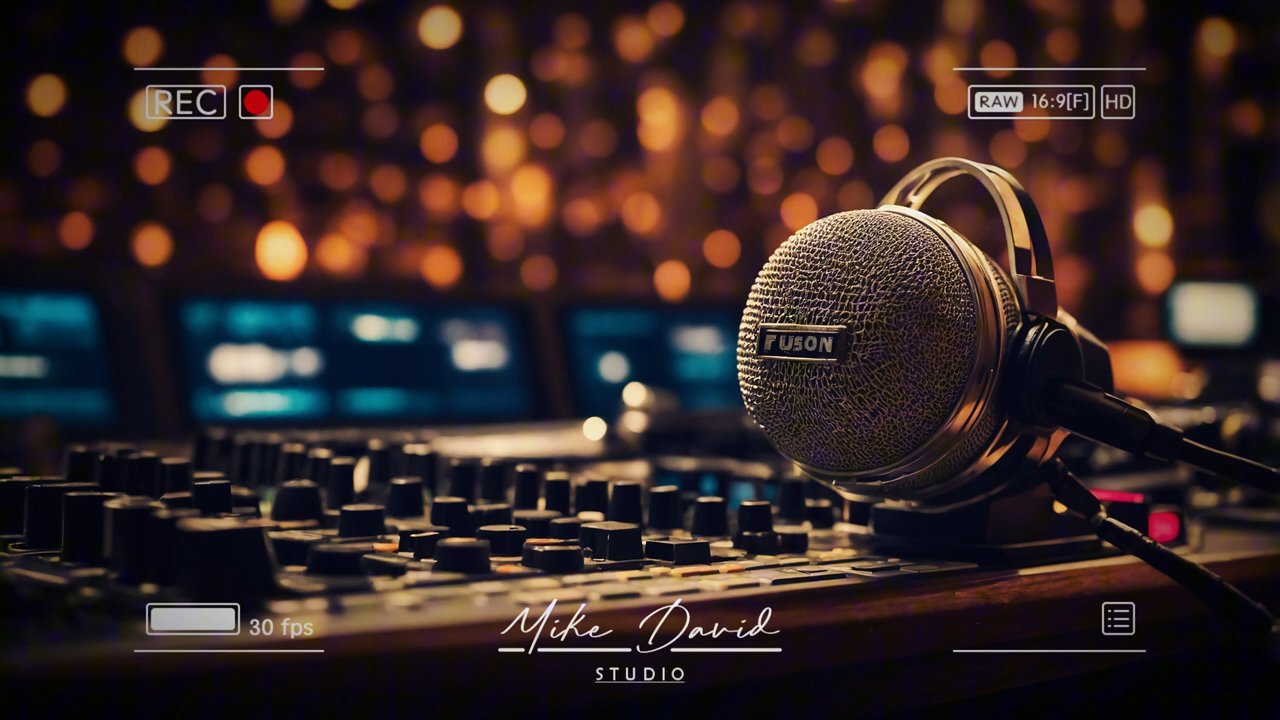 REC
RAW 16:9[F] HD
FUSON
30 fps
Mike David
STUDIO